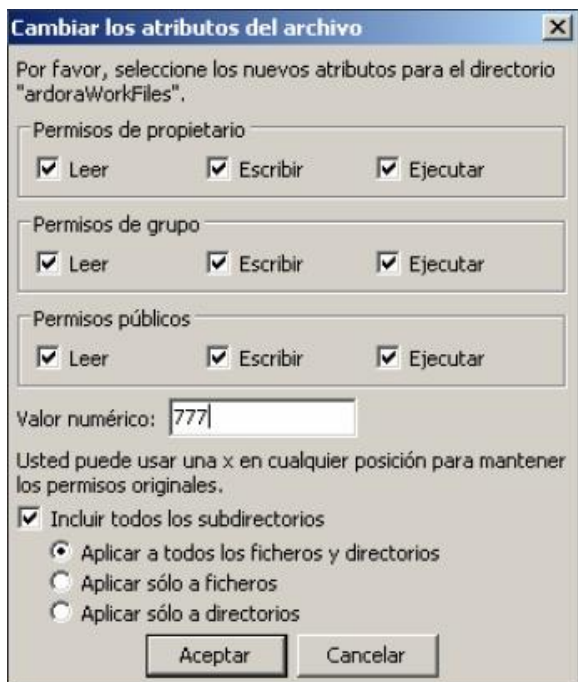 Cambiar los atributos del archivo
Por favor, seleccione los nuevos atributos para el directorio
"ardoraWorkFiles".
Permisos de propietario
Leer Escribir Ejecutar
Permisos de grupo
Leer Escribir Ejecutar
Permisos públicos
Leer Escribir Ejecutar
Valor numérico: 777
Usted puede usar una x en cualquier posición para mantener
los permisos originales.
Incluir todos los subdirectorios
Aplicar a todos los ficheros y directorios
Aplicar sólo a ficheros
Aplicar sólo a directorios
Aceptar Cancelar